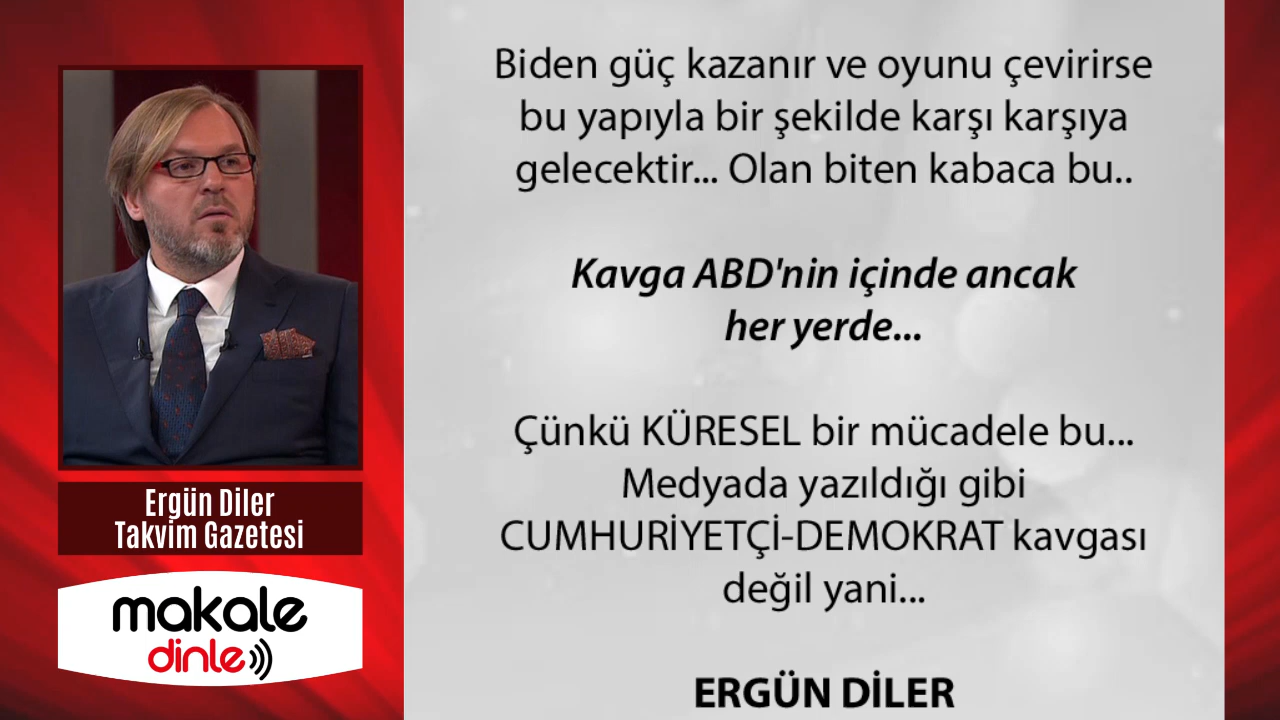 Ergün Diler
Takvim Gazetesi
makale
dinle
Biden güç kazanır ve oyunu çevirirse
bu yapıyla bir şekilde karşı karşıya
gelecektir... Olan biten kabaca bu..
Kavga ABD'nin içinde ancak
her yerde...
Çünkü KÜRESEL bir mücadele bu...
Medyada yazıldığı gibi
CUMHURİYETÇİ-DEMOKRAT kavgası
değil yani...
ERGÜN DİLER